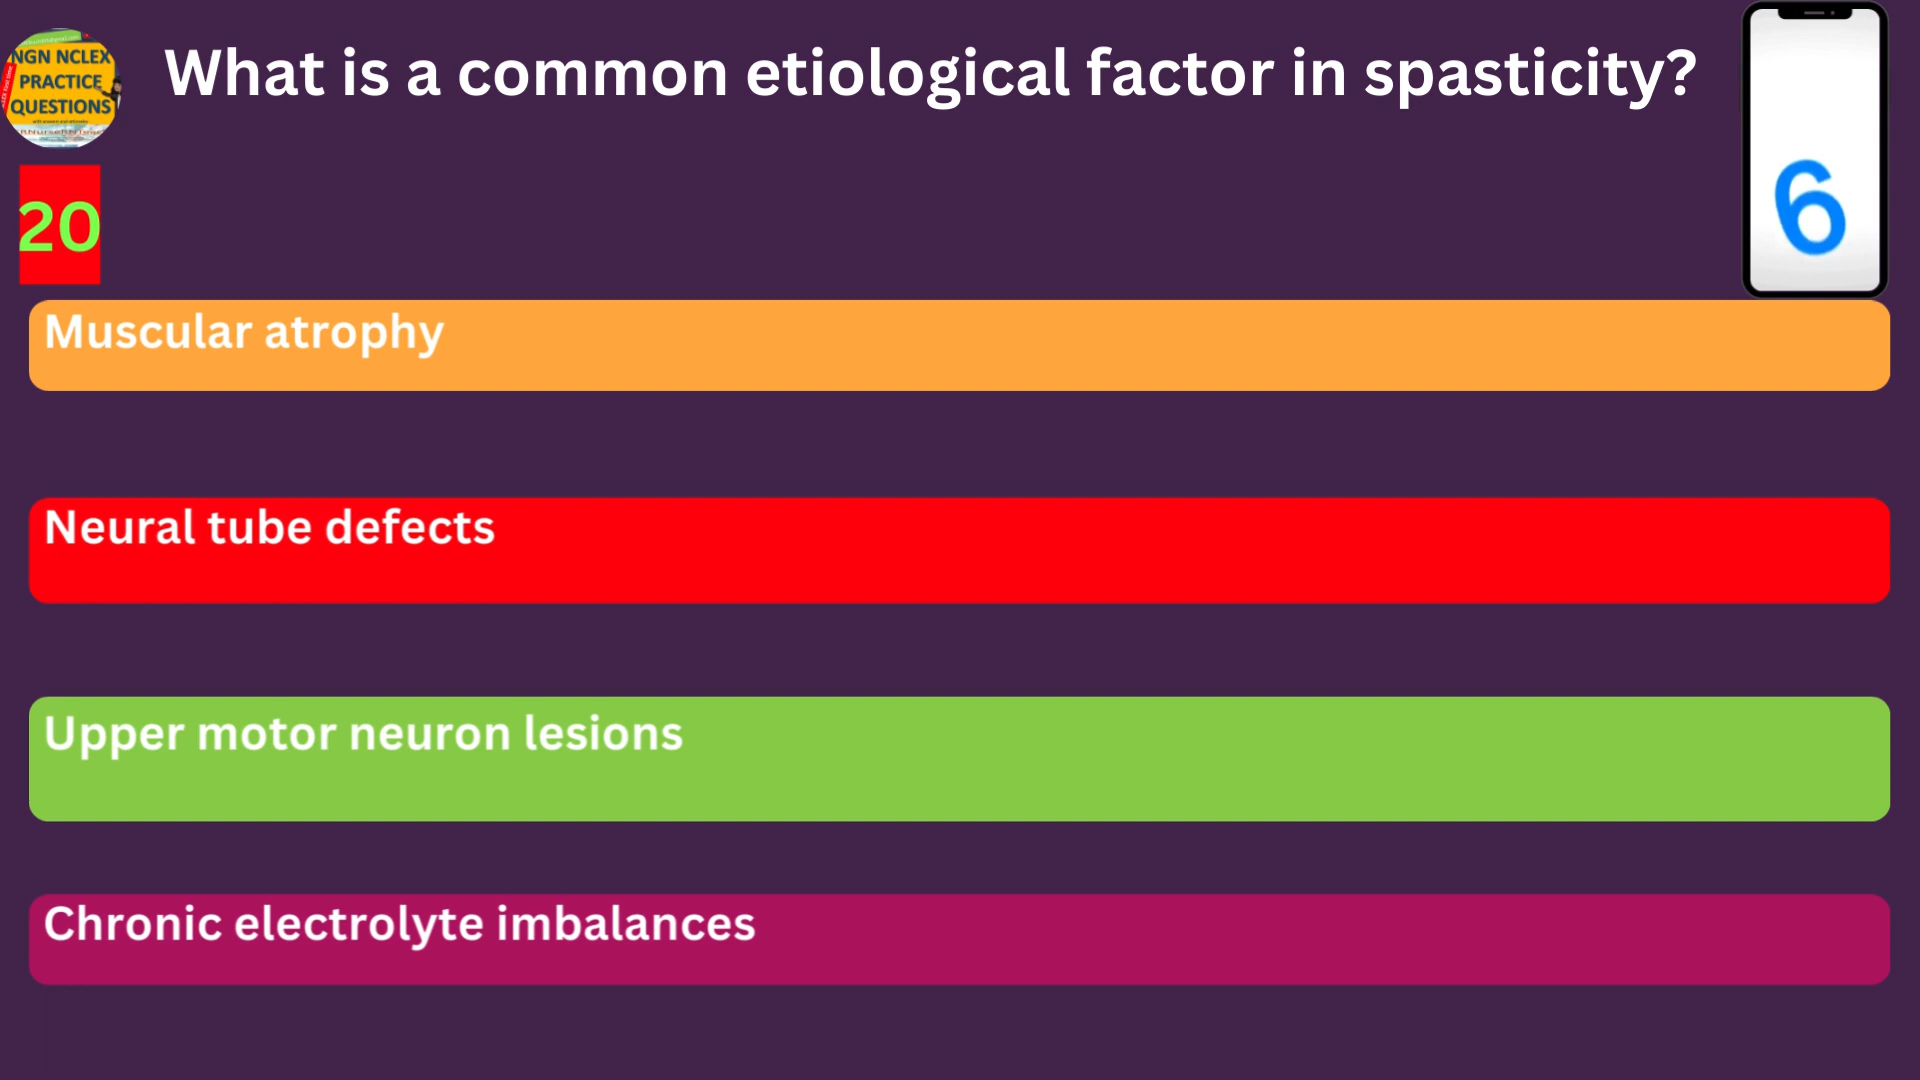 What is a common etiological factor in spasticity?
NGN NCLEX
PRACTICE
QUESTIONS
20
6
Muscular atrophy
Neural tube defects
Upper motor neuron lesions
Chronic electrolyte imbalances